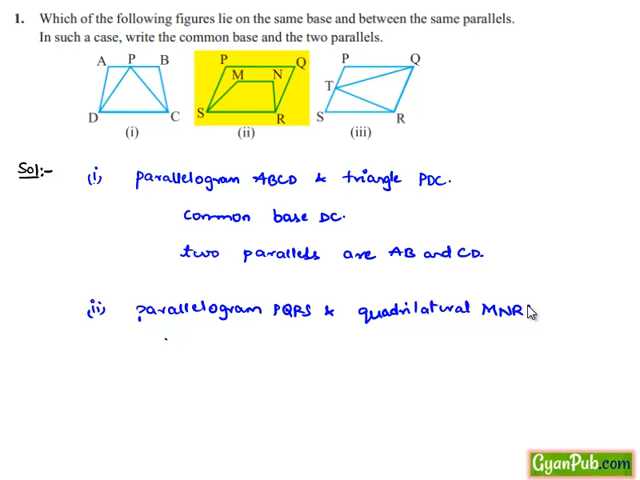 1. Which of the following figures lie on the same base and between the same parallels.
In such a case, write the common base and the two parallels.
A P B
D C
(i)
P Q
M N
S R
(ii)
P Q
T
S R
(iii)
Sol:-
(i) parallelogram ABCD & triangle PDC.
common base DC.
two parallels are AB and CD.
(ii) parallelogram PQRS & quadrilatural MNR
GyanPub.com